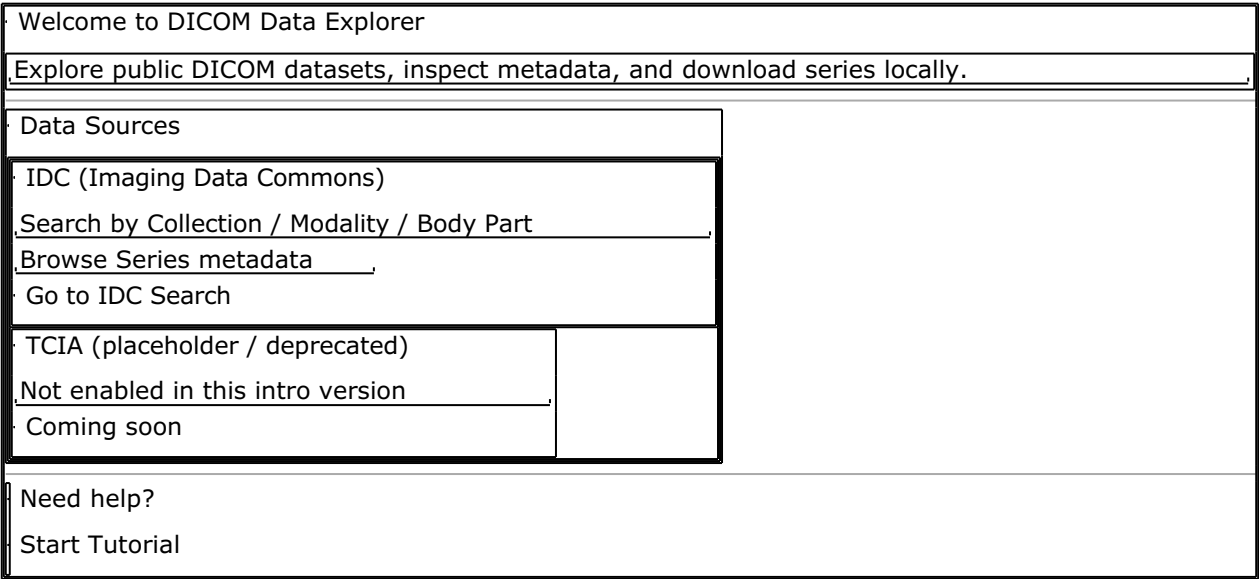 Welcome to DICOM Data Explorer
Explore public DICOM datasets, inspect metadata, and download series locally.
Data Sources
IDC (Imaging Data Commons)
Search by Collection / Modality / Body Part
Browse Series metadata
Go to IDC Search
TCIA (placeholder / deprecated)
Not enabled in this intro version
Coming soon
Need help?
Start Tutorial